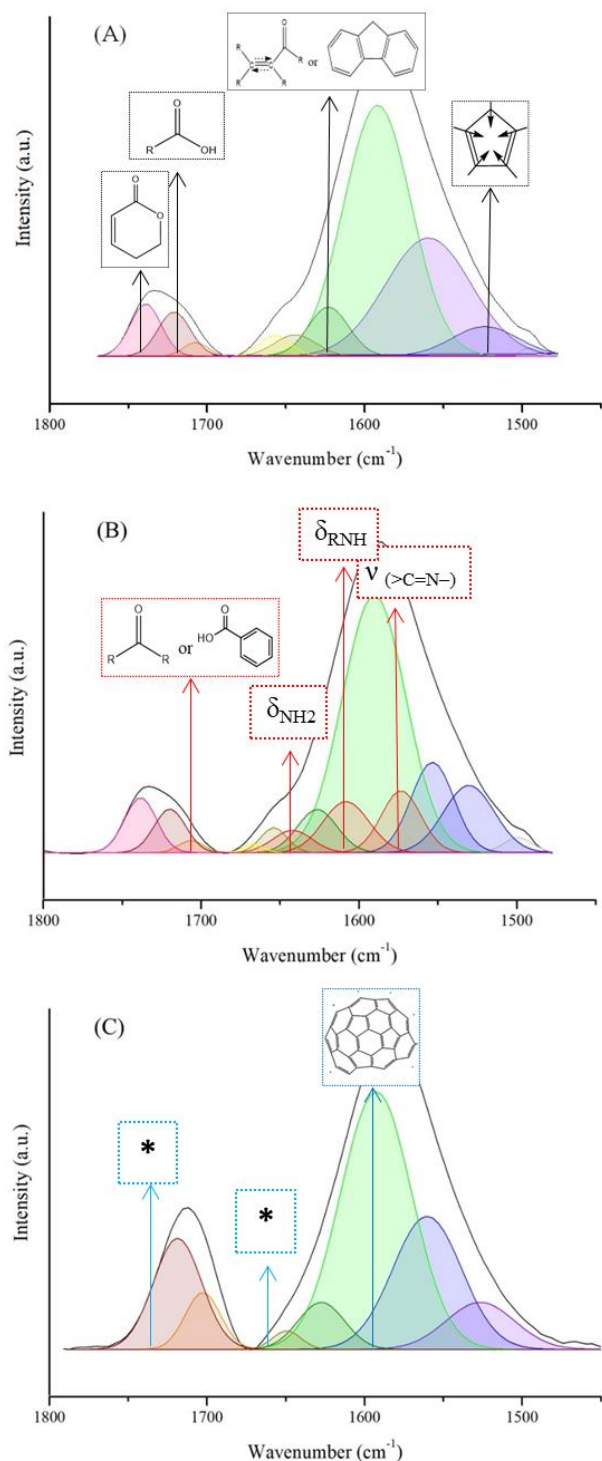 (A)
O
R
C
C
R
R
R
or
O
R
OH
O
O
Intensity (a.u.)
1800
1700
1600
1500
Wavenumber (cm⁻¹)
(B)
δRNH
ν (>C=N–)
O
R
R
or
O
HO
δNH2
Intensity (a.u.)
1800
1700
1600
1500
Wavenumber (cm⁻¹)
(C)
*
*
Intensity (a.u.)
1800
1700
1600
1500
Wavenumber (cm⁻¹)